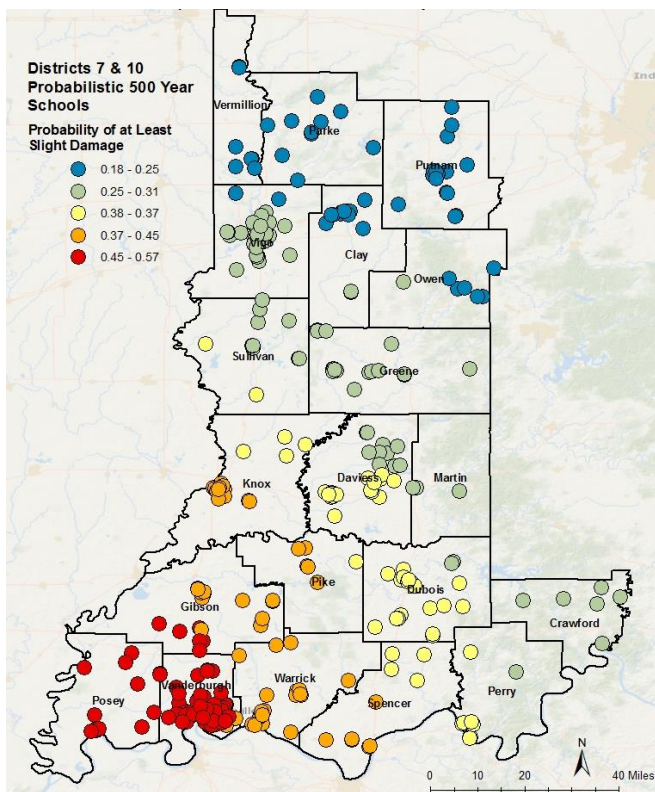 Districts 7 & 10
Probabilistic 500 Year
Schools
Probability of at Least
Slight Damage
0.18 - 0.25
0.25 - 0.31
0.38 - 0.37
0.37 - 0.45
0.45 - 0.57
Ind
Vermillion
Parke
Putnam
Vigo
Clay
Owen
Sullivan
Greene
Knox
Daviess
Martin
Pike
Dubois
Gibson
Crawford
Posey
Vanderburgh
Warrick
Spencer
Perry
N
0 10 20 40 Miles